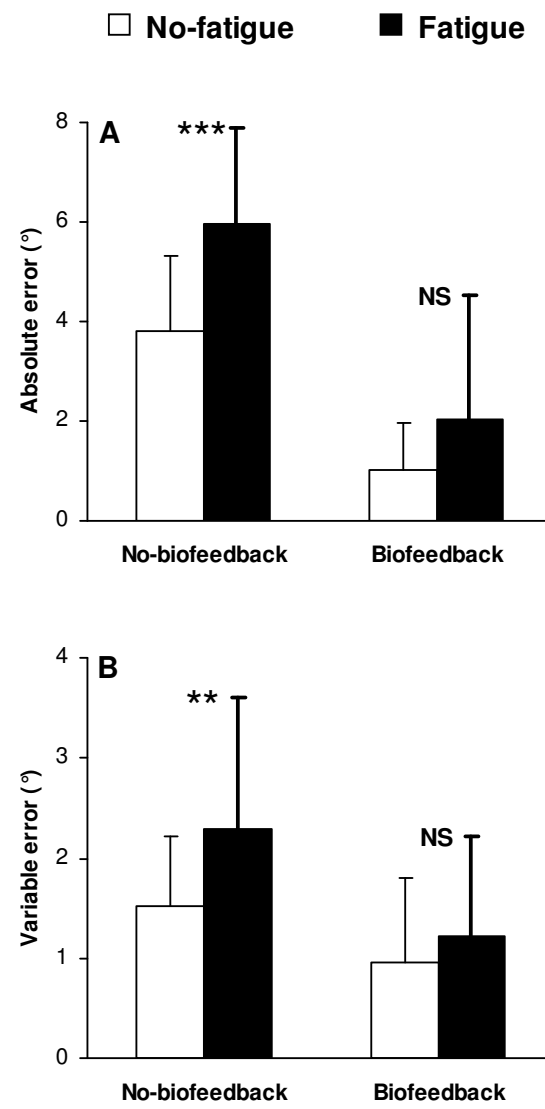 No-fatigue Fatigue
A
***
NS
8
6
4
2
0
Absolute error (°)
No-biofeedback Biofeedback
B
**
NS
4
3
2
1
0
Variable error (°)
No-biofeedback Biofeedback